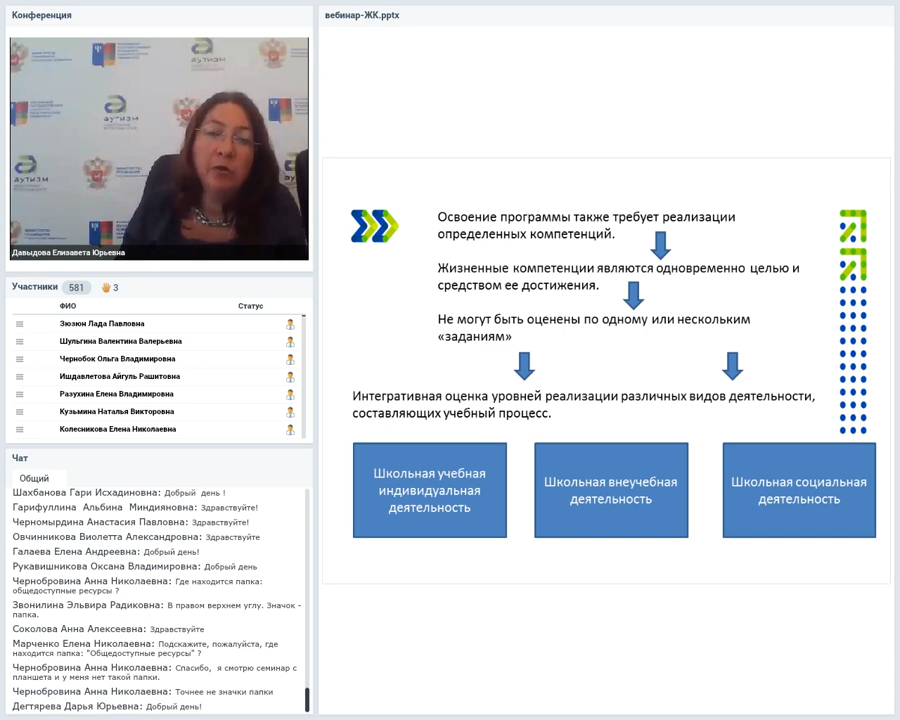 Конференция
аутизм
аутизм
аутизм
Давыдова Елизавета Юрьевна
Участники 581 3
ФИО Статус
Зюзюн Лада Павловна
Шульгина Валентина Валерьевна
Чернобок Ольга Владимировна
Ишдавлетова Айгуль Рашитовна
Разухина Елена Владимировна
Кузьмина Наталья Викторовна
Колесникова Елена Николаевна
Чат
Общий
Шахбанова Гари Исхадиновна: Добрый день !
Гарифуллина Альбина Миндияновна: Здравствуйте!
Черномырдина Анастасия Павловна: Здравствуйте!
Овчинникова Виолетта Александровна: Здравствуйте
Галаева Елена Андреевна: Добрый день!
Рукавишникова Оксана Владимировна: Добрый день
Чернобровина Анна Николаевна: Где находится папка:
общедоступные ресурсы ?
Звонилина Эльвира Радиковна: В правом верхнем углу. Значок -
папка.
Соколова Анна Алексеевна: Здравствуйте
Марченко Елена Николаевна: Подскажите, пожалуйста, где
находится папка: "Общедоступные ресурсы" ?
Чернобровина Анна Николаевна: Спасибо, я смотрю семинар с
планшета и у меня нет такой папки.
Чернобровина Анна Николаевна: Точнее не значки папки
Дегтярева Дарья Юрьевна: Добрый день!
вебинар-ЖК.pptx
Освоение программы также требует реализации
определенных компетенций.
Жизненные компетенции являются одновременно целью и
средством ее достижения.
Не могут быть оценены по одному или нескольким
«заданиям»
Интегративная оценка уровней реализации различных видов деятельности,
составляющих учебный процесс.
Школьная учебная
индивидуальная
деятельность
Школьная внеучебная
деятельность
Школьная социальная
деятельность